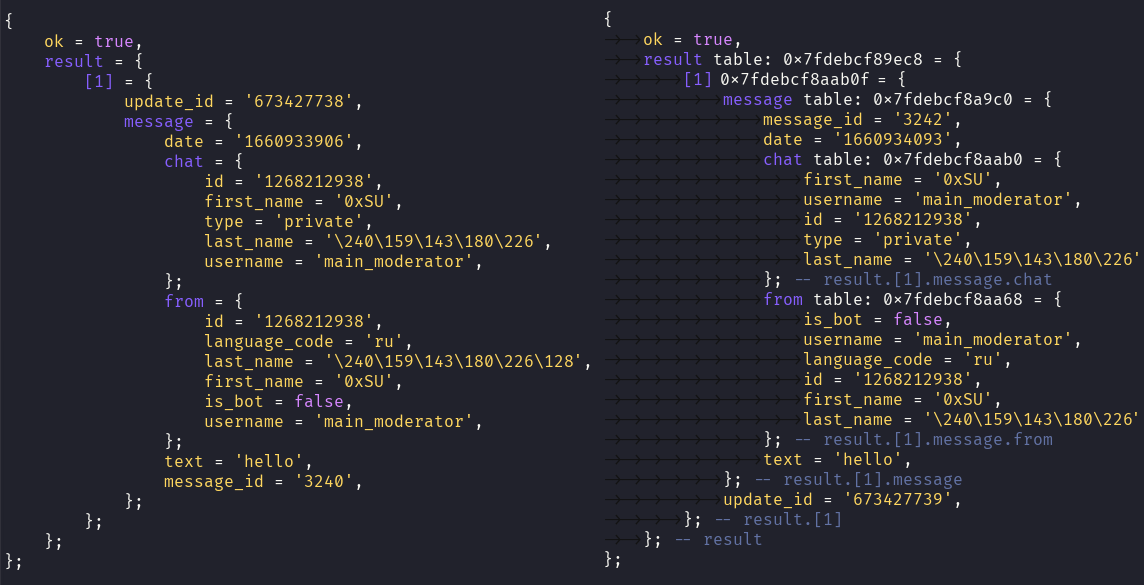 {
    ok = true,
    result = {
        [1] = {
            update_id = '673427738',
            message = {
                date = '1660933906',
                chat = {
                    id = '1268212938',
                    first_name = '0xSU',
                    type = 'private',
                    last_name = '\240\159\143\180\226',
                    username = 'main_moderator',
                };
                from = {
                    id = '1268212938',
                    language_code = 'ru',
                    last_name = '\240\159\143\180\226\128',
                    first_name = '0xSU',
                    is_bot = false,
                    username = 'main_moderator',
                };
                text = 'hello',
                message_id = '3240',
            };
        };
    };
};
{
    ok = true,
    result table: 0x7fdebcf89ec8 = {
        [1] 0x7fdebcf8aab0f = {
            message table: 0x7fdebcf8a9c0 = {
                message_id = '3242',
                date = '1660934093',
                chat table: 0x7fdebcf8aab0 = {
                    first_name = '0xSU',
                    username = 'main_moderator',
                    id = '1268212938',
                    type = 'private',
                    last_name = '\240\159\143\180\226'
                }; -- result.[1].message.chat
                from table: 0x7fdebcf8aa68 = {
                    is_bot = false,
                    username = 'main_moderator',
                    language_code = 'ru',
                    id = '1268212938',
                    first_name = '0xSU',
                    last_name = '\240\159\143\180\226'
                }; -- result.[1].message.from
                text = 'hello',
            }; -- result.[1].message
            update_id = '673427739',
        }; -- result.[1]
    }; -- result
};